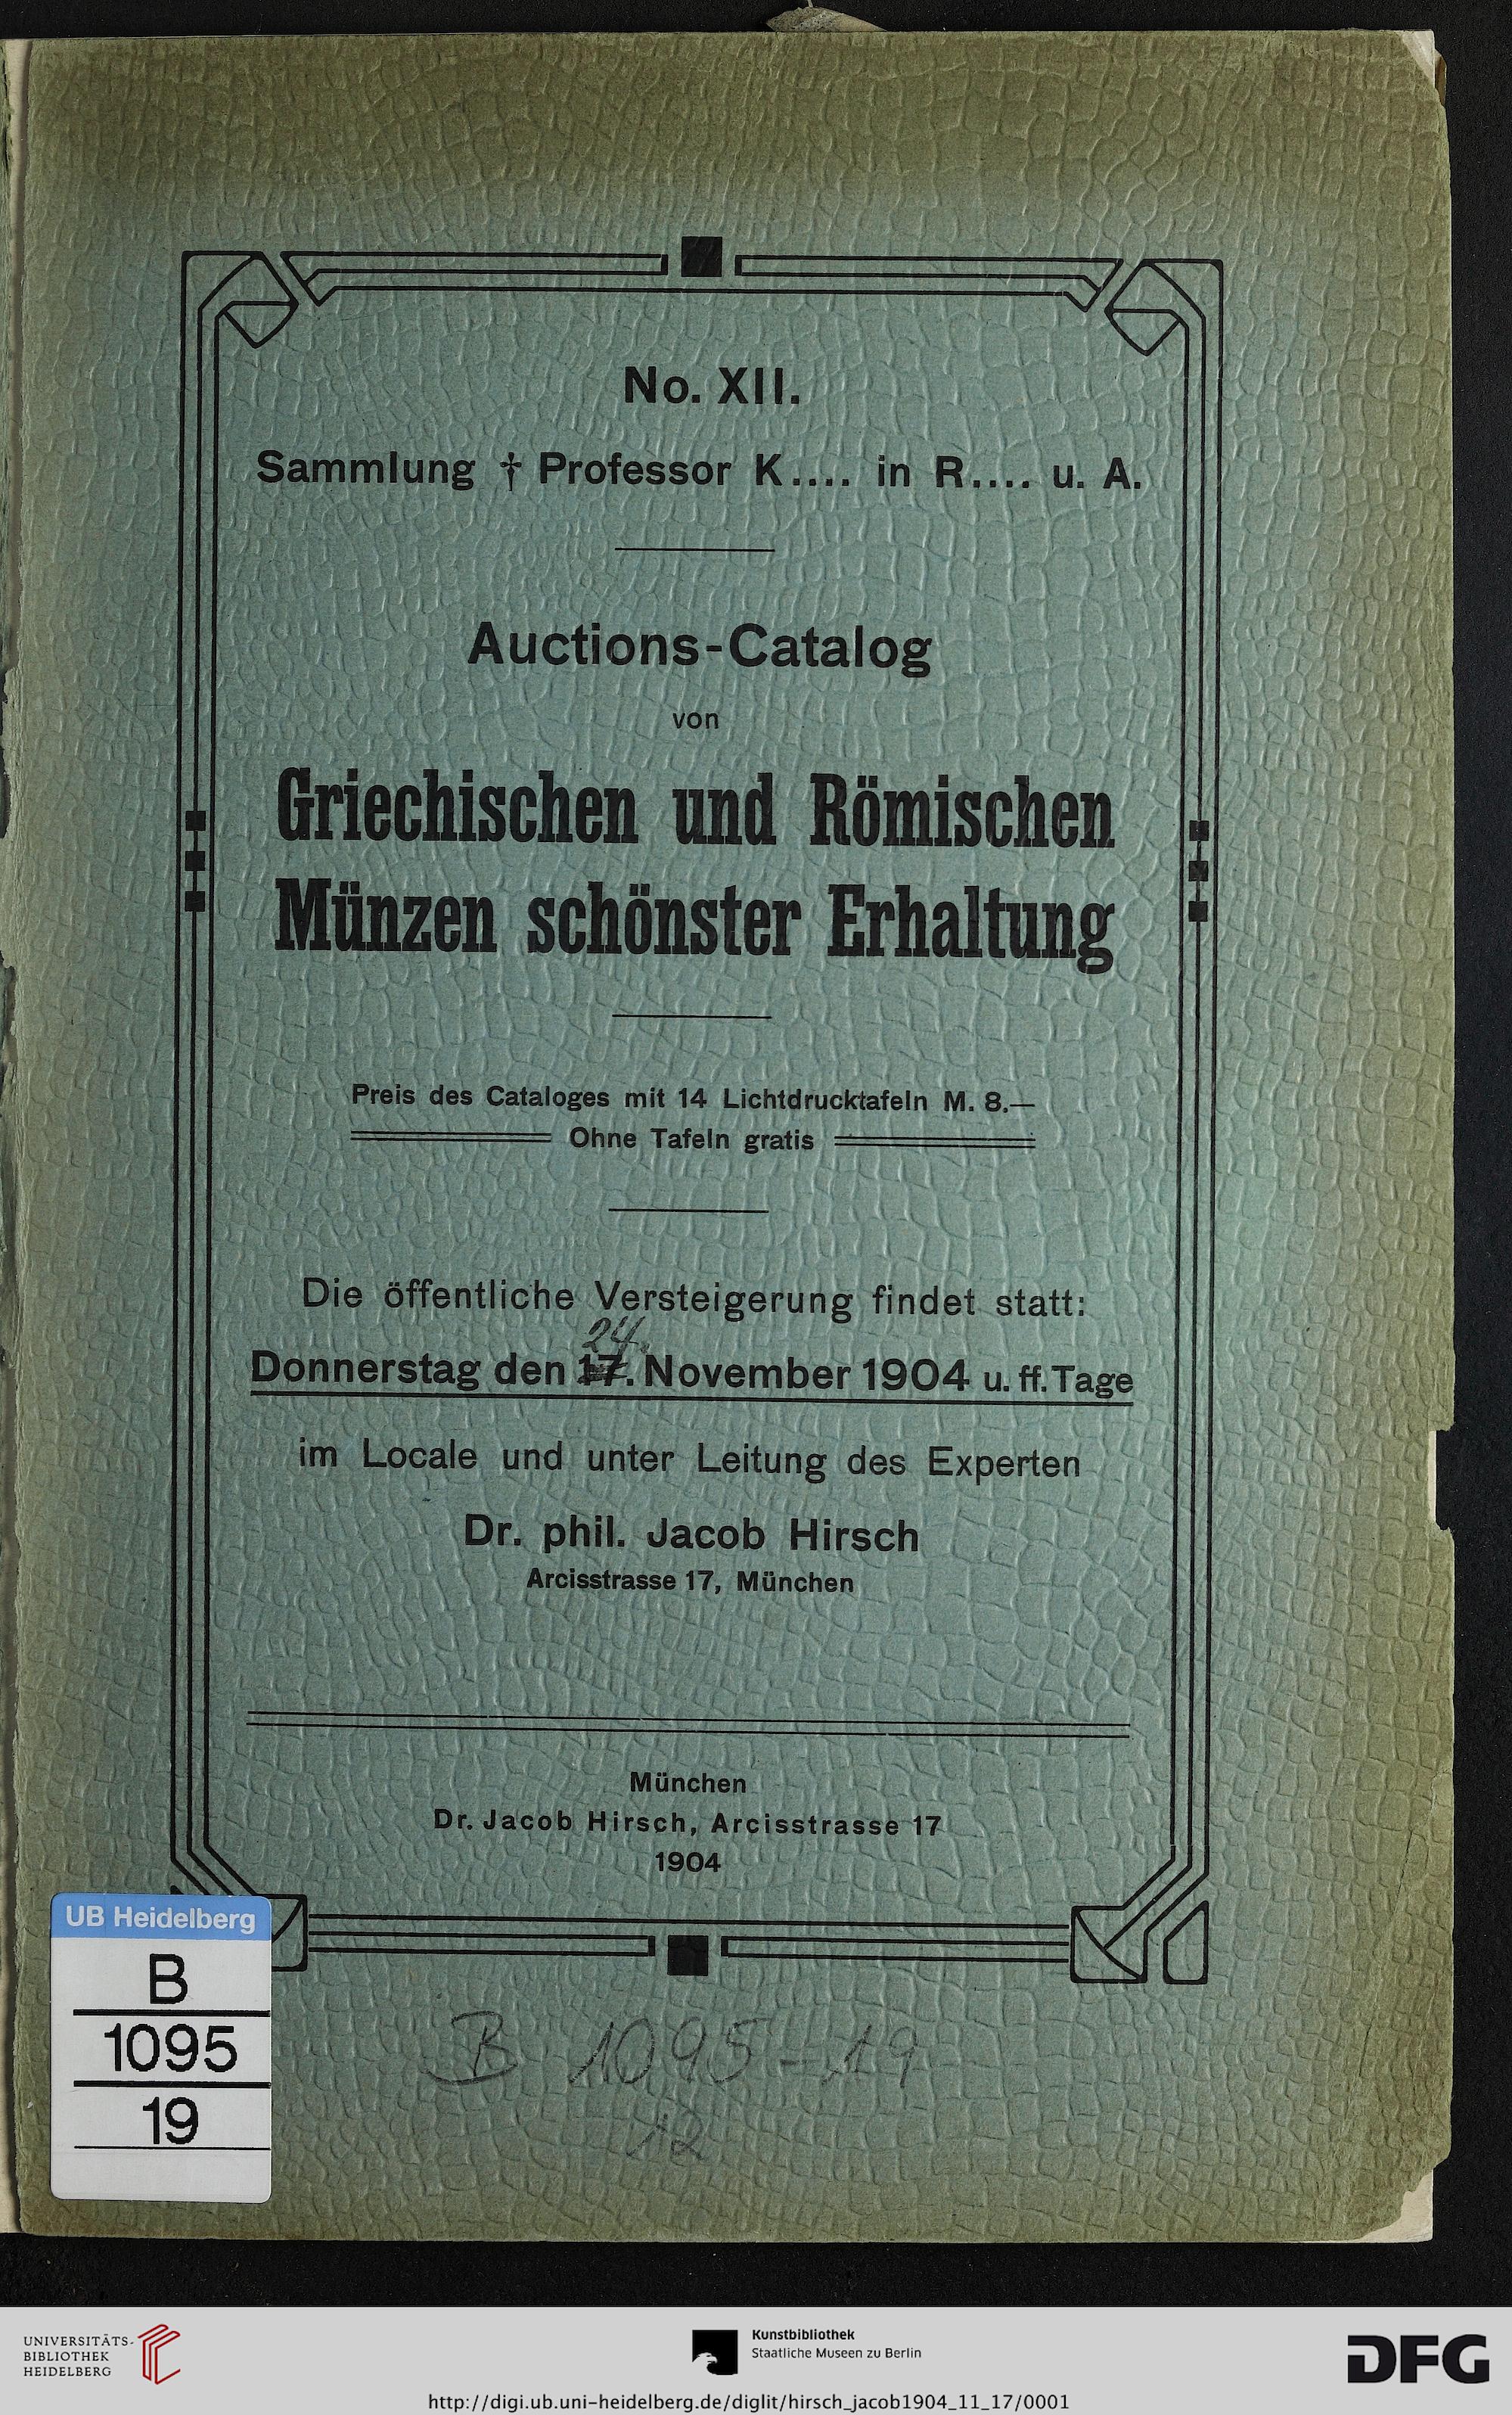 No. XII.
Sammlung † Professor K.... in R.... u. A.
Auctions-Catalog
von
Griechischen und Römischen
Münzen schönster Erhaltung
Preis des Cataloges mit 14 Lichtdrucktafeln M. 8.—
Ohne Tafeln gratis
Die öffentliche Versteigerung findet statt:
24.
Donnerstag den 17. November 1904 u. ff. Tage
im Locale und unter Leitung des Experten
Dr. phil. Jacob Hirsch
Arcisstrasse 17, München
München
Dr. Jacob Hirsch, Arcisstrasse 17
1904
UB Heidelberg
B
1095
19
B 1095-19
12
UNIVERSITÄTS-
BIBLIOTHEK
HEIDELBERG
Kunstbibliothek
Staatliche Museen zu Berlin
DFG
http://digi.ub.uni-heidelberg.de/diglit/hirsch_jacob1904_11_17/0001